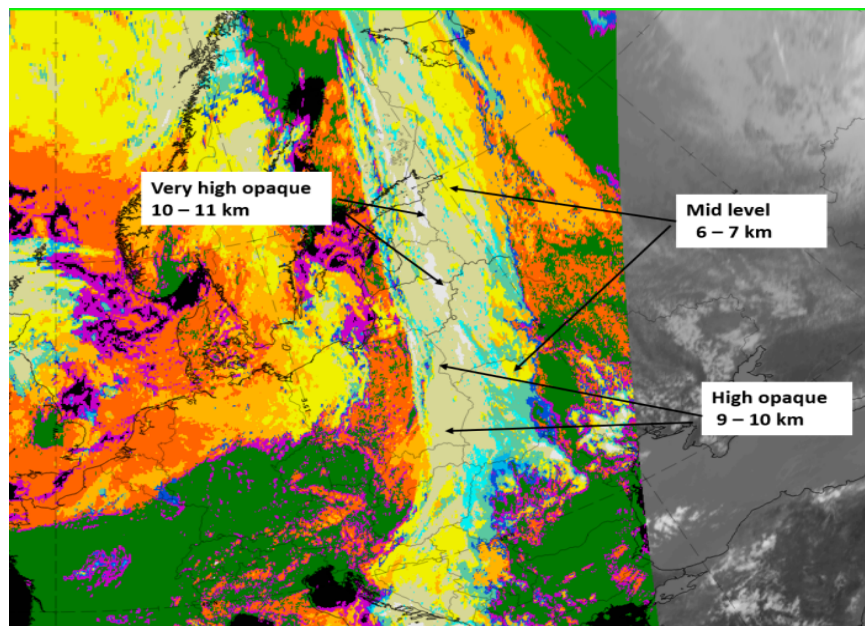 Very high opaque
10 – 11 km
Mid level
6 – 7 km
High opaque
9 – 10 km